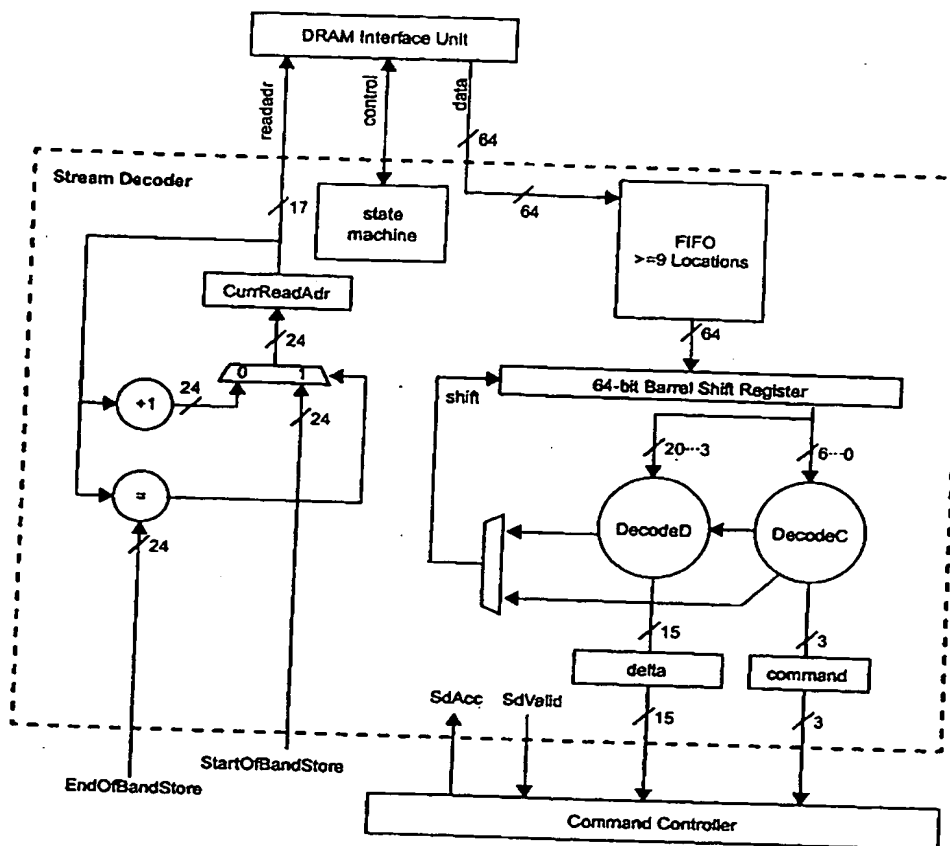 DRAM Interface Unit
readadr
control
data
64
Stream Decoder
17
state
machine
64
FIFO
>=9 Locations
CurrReadAdr
24
64
0 1
64-bit Barrel Shift Register
shift
24
+1
24
20···3
6···0
=
DecodeD
DecodeC
24
15
3
delta
command
SdAcc
SdValid
15
3
StartOfBandStore
EndOfBandStore
Command Controller